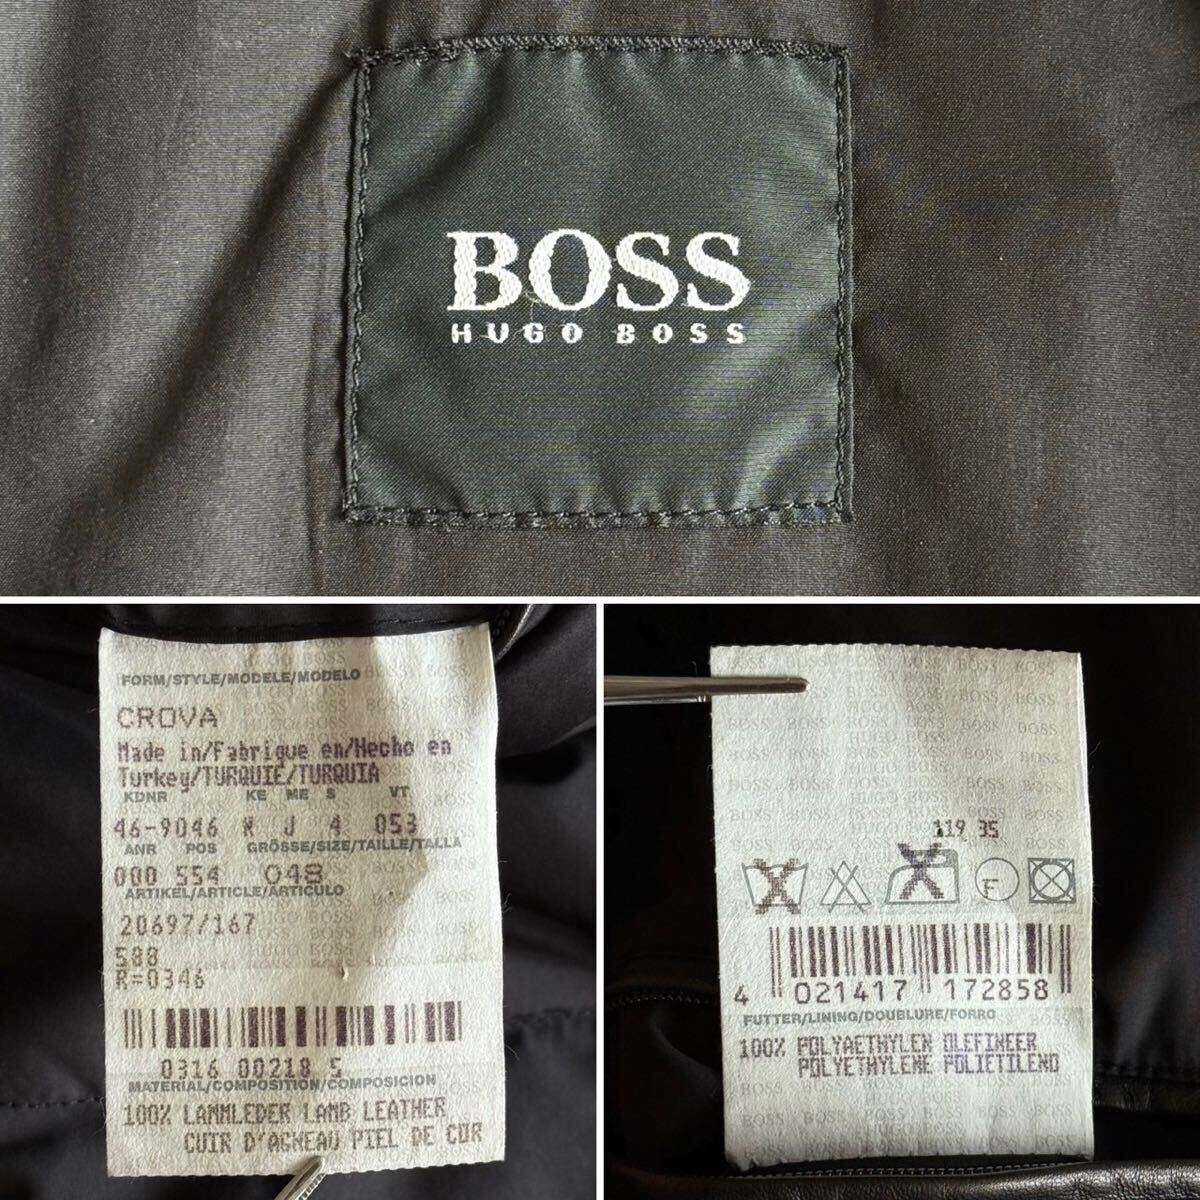 BOSS
HUGO BOSS
FORM/STYLE/MODELE/MODELO
CROVA
Made in/Fabrique en/Hecho en
Turkey/TURQUIE/TURQUIA
KDNR KE ME S VT
46-9046 K J 4 053
ANR POS GRÖSSE/SIZE/TAILLE/TALLA
000 554 048
ARTIKEL/ARTICLE/ARTICULO
20697/167
588
R=0346
0316 00218 5
MATERIAL/COMPOSITION/COMPOSICION
100% LAMMLEDER LAMB LEATHER
CUIR D'AGNEAU PIEL DE COR
119 35
F
4 021417 172858
FUTTER/LINING/DOUBLURE/FORRO
100% POLYAETHYLEN OLEFINEER
POLYETHYLENE POLIETILENO